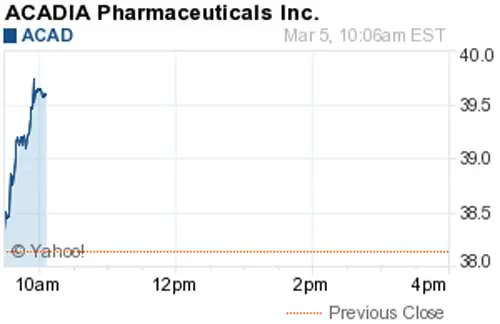 ACADIA Pharmaceuticals Inc.
ACAD Mar 5, 10:06am EST
40.0
39.5
39.0
38.5
38.0
© Yahoo!
10am 12pm 2pm 4pm
Previous Close